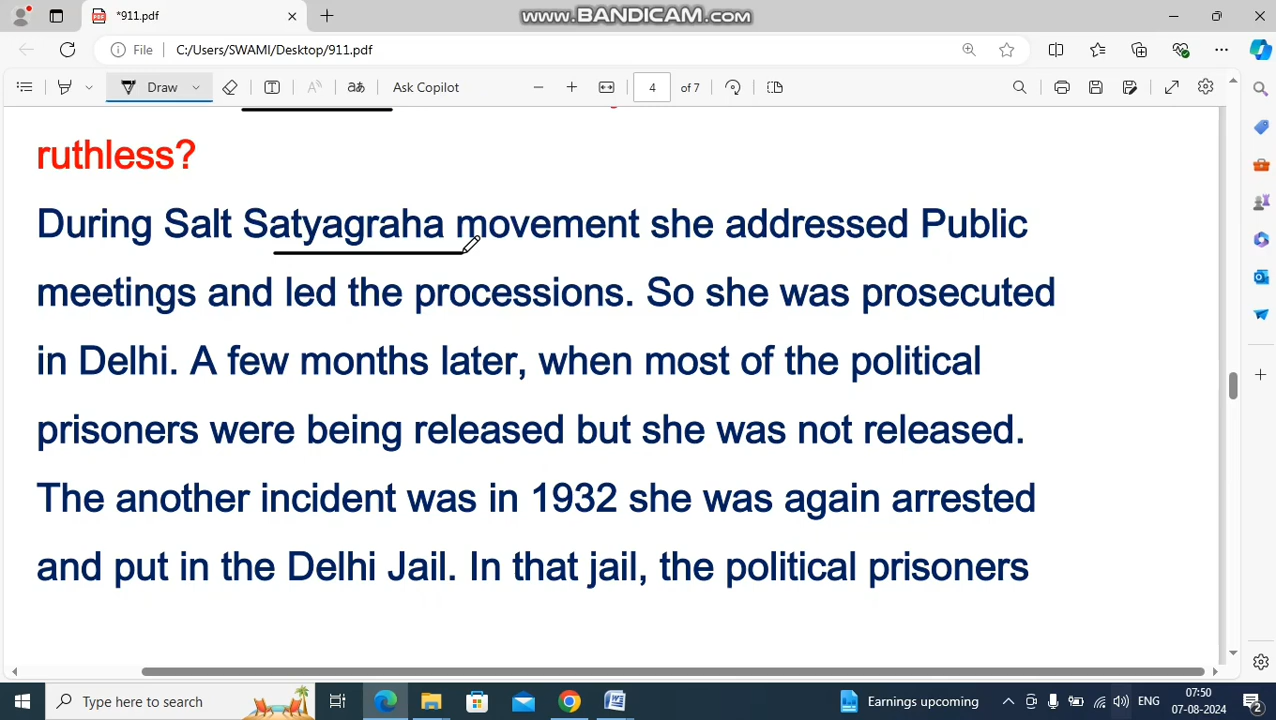 *911.pdf
www.BANDICAM.com
File C:/Users/SWAMI/Desktop/911.pdf
Draw aあ Ask Copilot 4 of 7
ruthless?
During Salt Satyagraha movement she addressed Public
meetings and led the processions. So she was prosecuted
in Delhi. A few months later, when most of the political
prisoners were being released but she was not released.
The another incident was in 1932 she was again arrested
and put in the Delhi Jail. In that jail, the political prisoners
Type here to search
Earnings upcoming
ENG
07:50
07-08-2024
2